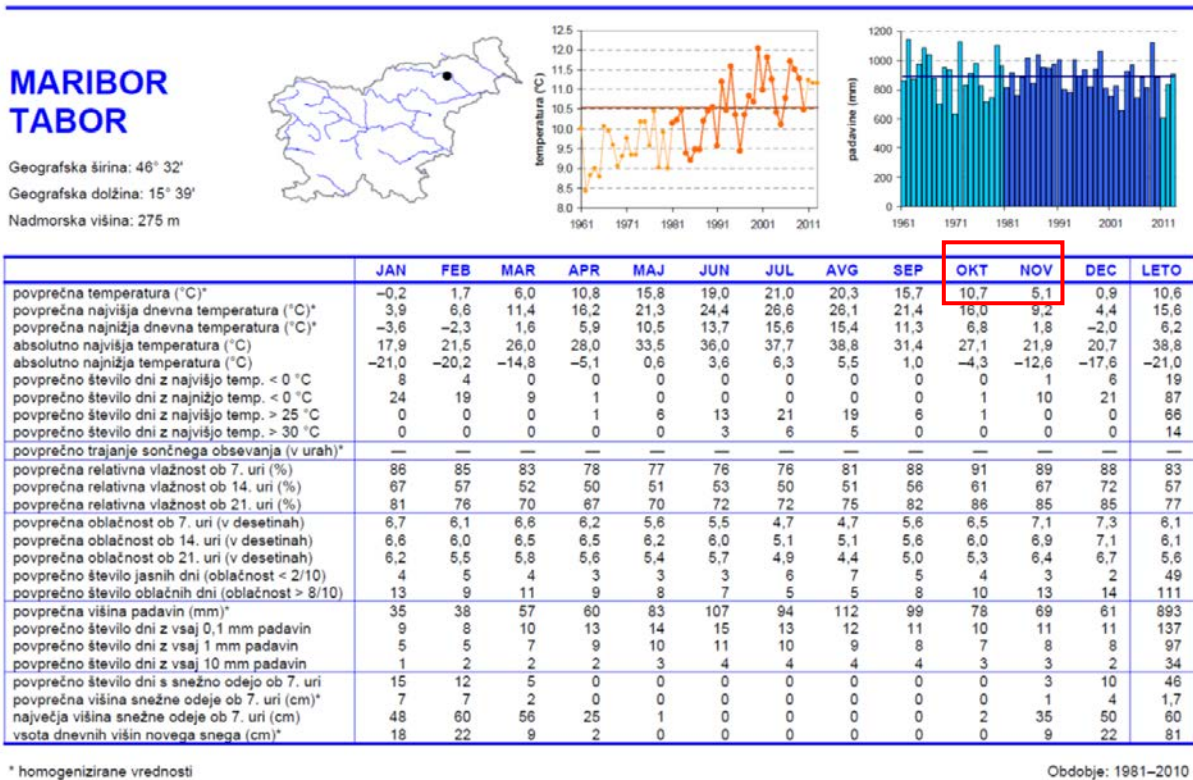 MARIBOR
TABOR
Geografska širina: 46° 32'
Geografska dolžina: 15° 39'
Nadmorska višina: 275 m
temperatura (°C)
12.5
12.0
11.5
11.0
10.5
10.0
9.5
9.0
8.5
8.0
1961 1971 1981 1991 2001 2011
padavine (mm)
1200
1000
800
600
400
200
0
1961 1971 1981 1991 2001 2011
JAN FEB MAR APR MAJ JUN JUL AVG SEP OKT NOV DEC LETO
povprečna temperatura (°C)* –0,2 1,7 6,0 10,8 15,8 19,0 21,0 20,3 15,7 10,7 5,1 0,9 10,6
povprečna najvišja dnevna temperatura (°C)* 3,9 6,6 11,4 16,2 21,3 24,4 26,6 26,1 21,4 16,0 9,2 4,4 15,6
povprečna najnižja dnevna temperatura (°C)* –3,6 –2,3 1,6 5,9 10,5 13,7 15,6 15,4 11,3 6,8 1,8 –2,0 6,2
absolutno najvišja temperatura (°C) 17,9 21,5 26,0 28,0 33,5 36,0 37,7 38,8 31,4 27,1 21,9 20,7 38,8
absolutno najnižja temperatura (°C) –21,0 –20,2 –14,8 –5,1 0,6 3,6 6,3 5,5 1,0 –4,3 –12,6 –17,6 –21,0
povprečno število dni z najvišjo temp. < 0 °C 8 4 0 0 0 0 0 0 0 0 1 6 19
povprečno število dni z najnižjo temp. < 0 °C 24 19 9 1 0 0 0 0 0 1 10 21 87
povprečno število dni z najvišjo temp. > 25 °C 0 0 0 1 6 13 21 19 6 1 0 0 66
povprečno število dni z najvišjo temp. > 30 °C 0 0 0 0 0 3 6 5 0 0 0 0 14
povprečno trajanje sončnega obsevanja (v urah)* — — — — — — — — — — — — —
povprečna relativna vlažnost ob 7. uri (%) 86 85 83 78 77 76 76 81 88 91 89 88 83
povprečna relativna vlažnost ob 14. uri (%) 67 57 52 50 51 53 50 51 56 61 67 72 57
povprečna relativna vlažnost ob 21. uri (%) 81 76 70 67 70 72 72 75 82 86 85 85 77
povprečna oblačnost ob 7. uri (v desetinah) 6,7 6,1 6,6 6,2 5,6 5,5 4,7 4,7 5,6 6,5 7,1 7,3 6,1
povprečna oblačnost ob 14. uri (v desetinah) 6,6 6,0 6,5 6,5 6,2 6,0 5,1 5,1 5,6 6,0 6,9 7,1 6,1
povprečna oblačnost ob 21. uri (v desetinah) 6,2 5,5 5,8 5,6 5,4 5,7 4,9 4,4 5,0 5,3 6,4 6,7 5,6
povprečno število jasnih dni (oblačnost < 2/10) 4 5 4 3 3 3 6 7 5 4 3 2 49
povprečno število oblačnih dni (oblačnost > 8/10) 13 9 11 9 8 7 5 5 8 10 13 14 111
povprečna višina padavin (mm)* 35 38 57 60 83 107 94 112 99 78 69 61 893
povprečno število dni z vsaj 0,1 mm padavin 9 8 10 13 14 15 13 12 11 10 11 11 137
povprečno število dni z vsaj 1 mm padavin 5 5 7 9 10 11 10 9 8 7 8 8 97
povprečno število dni z vsaj 10 mm padavin 1 2 2 2 3 4 4 4 4 3 3 2 34
povprečno število dni s snežno odejo ob 7. uri 15 12 5 0 0 0 0 0 0 0 3 10 46
povprečna višina snežne odeje ob 7. uri (cm)* 7 7 2 0 0 0 0 0 0 0 1 4 1,7
največja višina snežne odeje ob 7. uri (cm) 48 60 56 25 1 0 0 0 0 2 35 50 60
vsota dnevnih višin novega snega (cm)* 18 22 9 2 0 0 0 0 0 0 9 22 81
* homogenizirane vrednosti
Obdobje: 1981–2010